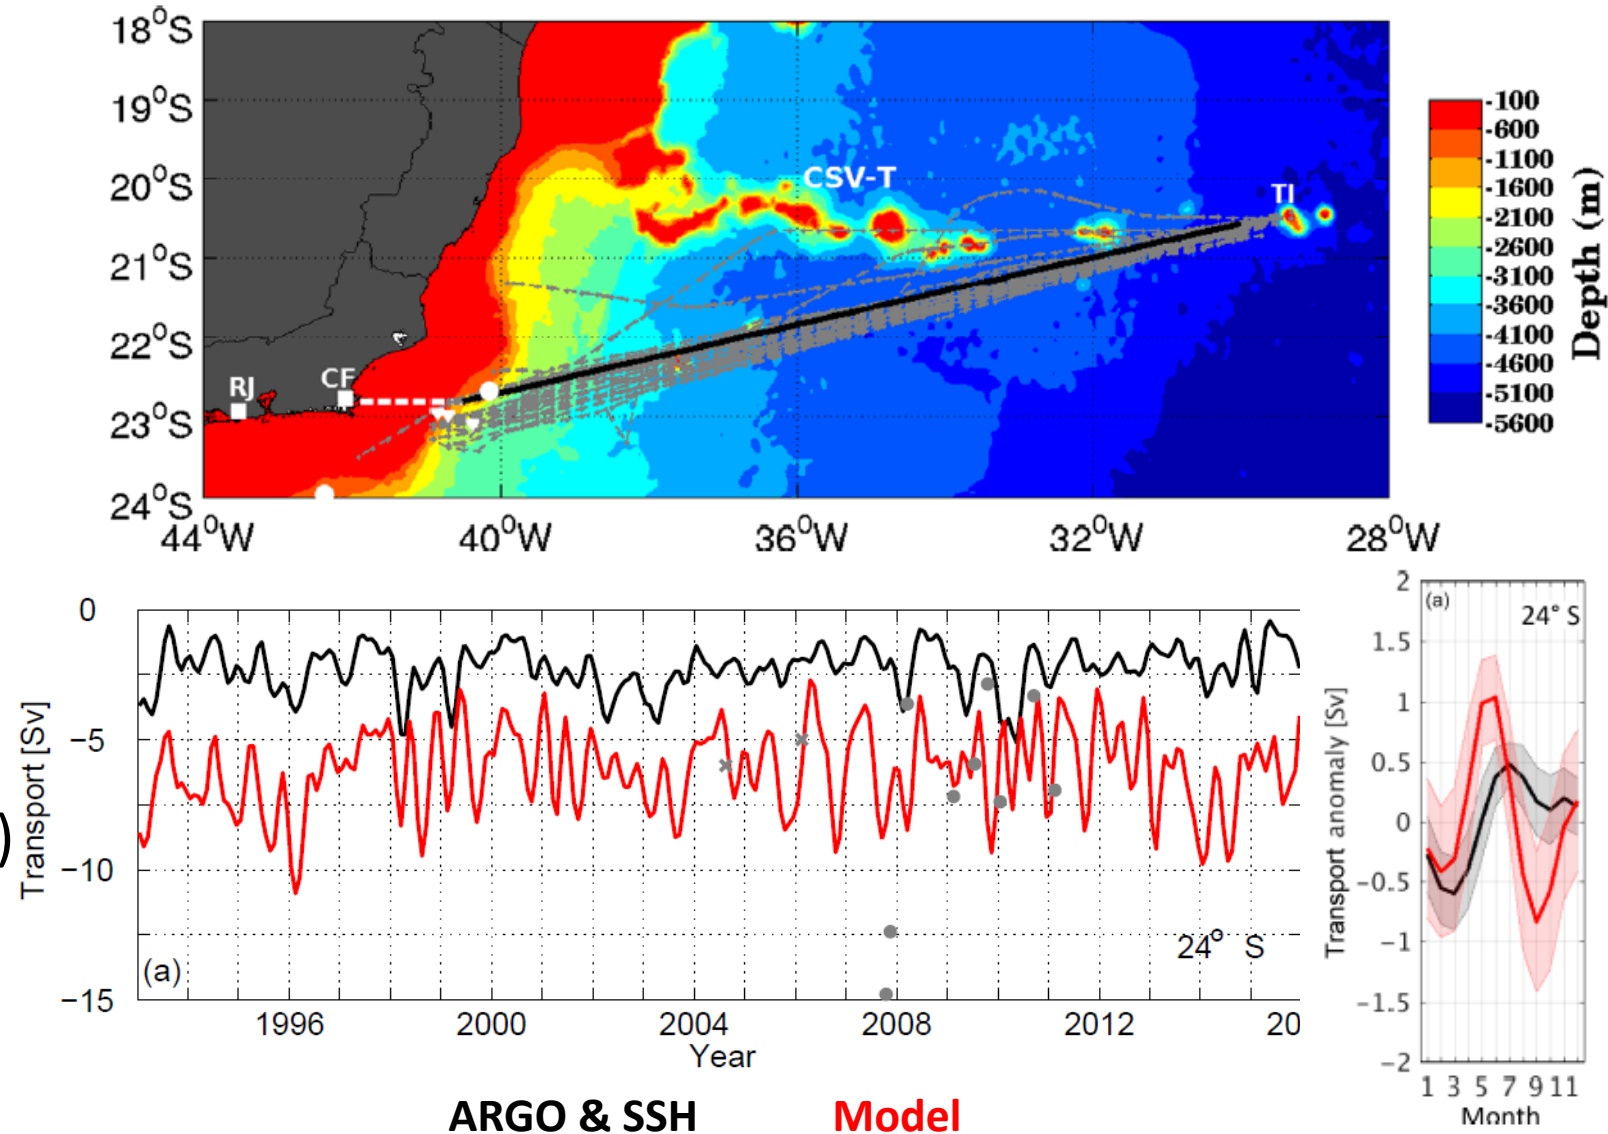 18°S
19°S
20°S
21°S
22°S
23°S
24°S
44°W 40°W 36°W 32°W 28°W
CSV-T
TI
RJ
CF
-100
-600
-1100
-1600
-2100
-2600
-3100
-3600
-4100
-4600
-5100
-5600
Depth (m)
)
Transport [Sv]
0
−5
−10
−15
(a)
24° S
1996 2000 2004 2008 2012 20
Year
Transport anomaly [Sv]
2
1.5
1
0.5
0
−0.5
−1
−1.5
−2
(a)
24° S
1 3 5 7 9 11
Month
ARGO & SSH Model